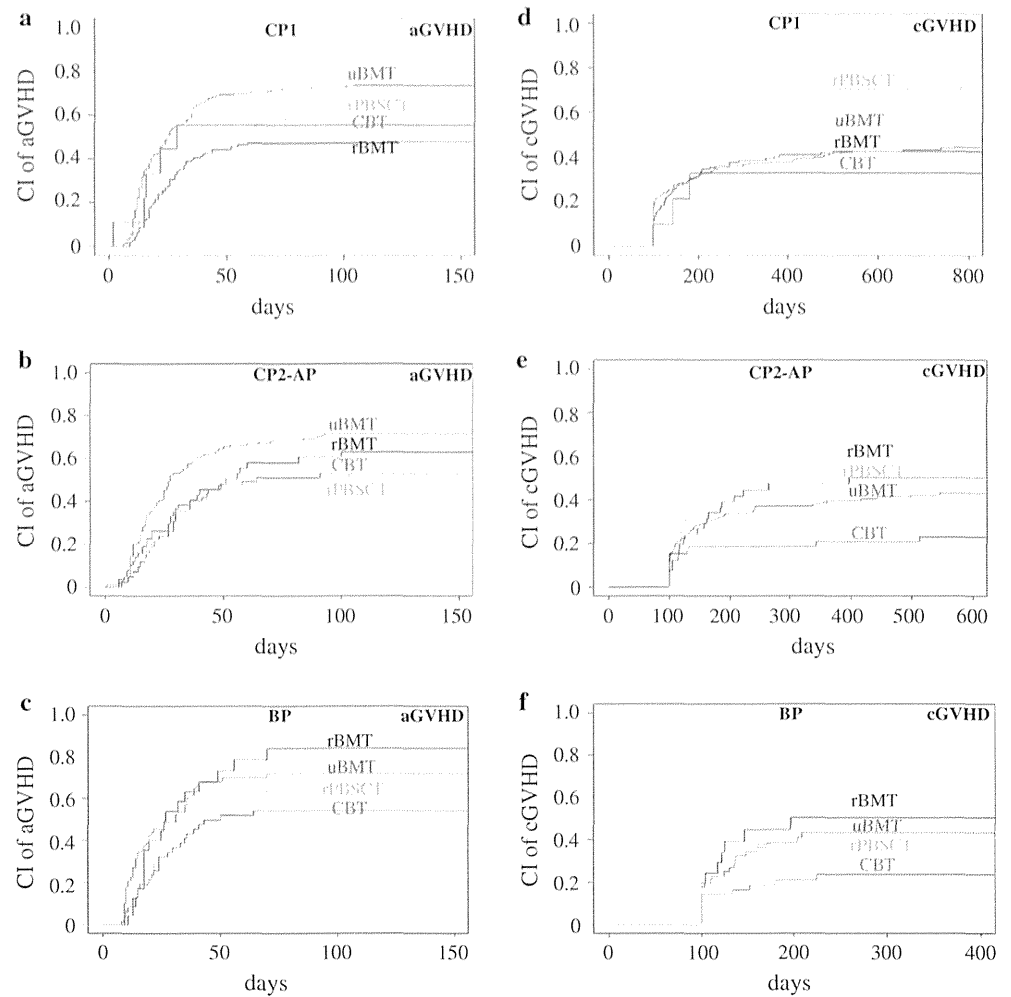 a
CP1
aGVHD
CI of aGVHD
1.0
0.8
0.6
0.4
0.2
0
uBMT
rPBSCT
CBT
rBMT
0 50 100 150
days
d
CP1
cGVHD
CI of cGVHD
1.0
0.8
0.6
0.4
0.2
0
rPBSCT
uBMT
rBMT
CBT
0 200 400 600 800
days
b
CP2-AP
aGVHD
CI of aGVHD
1.0
0.8
0.6
0.4
0.2
0
uBMT
rBMT
CBT
rPBSCT
0 50 100 150
days
e
CP2-AP
cGVHD
CI of cGVHD
1.0
0.8
0.6
0.4
0.2
0
rBMT
rPBSCT
uBMT
CBT
0 100 200 300 400 500 600
days
c
BP
aGVHD
CI of aGVHD
1.0
0.8
0.6
0.4
0.2
0
rBMT
uBMT
rPBSCT
CBT
0 50 100 150
days
f
BP
cGVHD
CI of cGVHD
1.0
0.8
0.6
0.4
0.2
0
rBMT
uBMT
rPBSCT
CBT
0 100 200 300 400
days